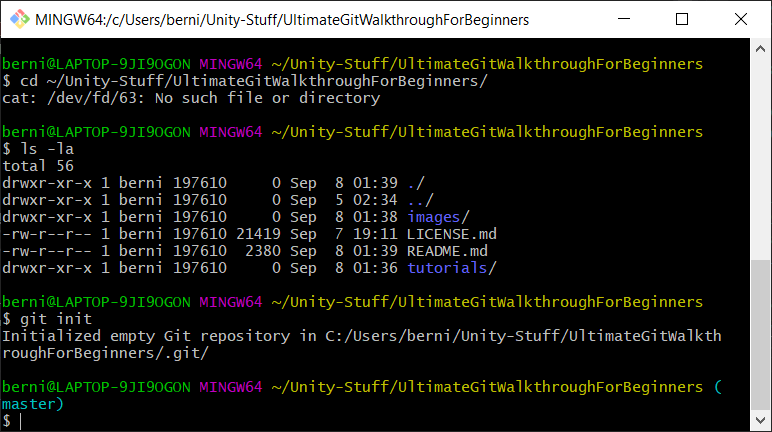 MINGW64:/c/Users/berni/Unity-Stuff/UltimateGitWalkthroughForBeginners
berni@LAPTOP-9JI9OGON MINGW64 ~/Unity-Stuff/UltimateGitWalkthroughForBeginners
$ cd ~/Unity-Stuff/UltimateGitWalkthroughForBeginners/
cat: /dev/fd/63: No such file or directory
berni@LAPTOP-9JI9OGON MINGW64 ~/Unity-Stuff/UltimateGitWalkthroughForBeginners
$ ls -la
total 56
drwxr-xr-x 1 berni 197610     0 Sep  8 01:39 ./
drwxr-xr-x 1 berni 197610     0 Sep  5 02:34 ../
drwxr-xr-x 1 berni 197610     0 Sep  8 01:38 images/
-rw-r--r-- 1 berni 197610 21419 Sep  7 19:11 LICENSE.md
-rw-r--r-- 1 berni 197610  2380 Sep  8 01:39 README.md
drwxr-xr-x 1 berni 197610     0 Sep  8 01:36 tutorials/
berni@LAPTOP-9JI9OGON MINGW64 ~/Unity-Stuff/UltimateGitWalkthroughForBeginners
$ git init
Initialized empty Git repository in C:/Users/berni/Unity-Stuff/UltimateGitWalkth
roughForBeginners/.git/
berni@LAPTOP-9JI9OGON MINGW64 ~/Unity-Stuff/UltimateGitWalkthroughForBeginners (
master)
$